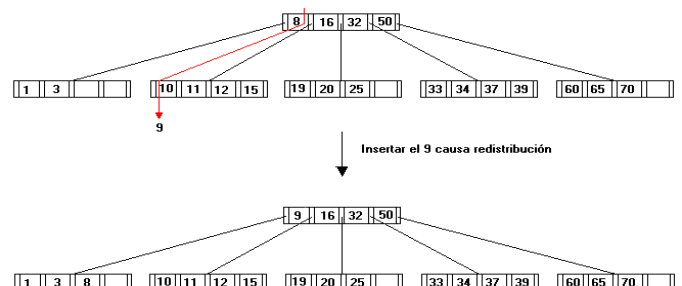 8 16 32 50
1 3 10 11 12 15 19 20 25 33 34 37 39 60 65 70
9
Insertar el 9 causa redistribución
9 16 32 50
1 3 8 10 11 12 15 19 20 25 33 34 37 39 60 65 70